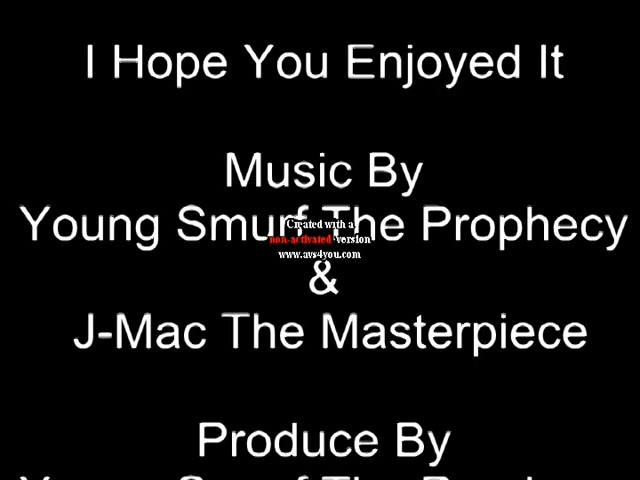 I Hope You Enjoyed It
Music By
Young Smurf The Prophecy
Created with a
non-activated version
www.avs4you.com
&
J-Mac The Masterpiece
Produce By